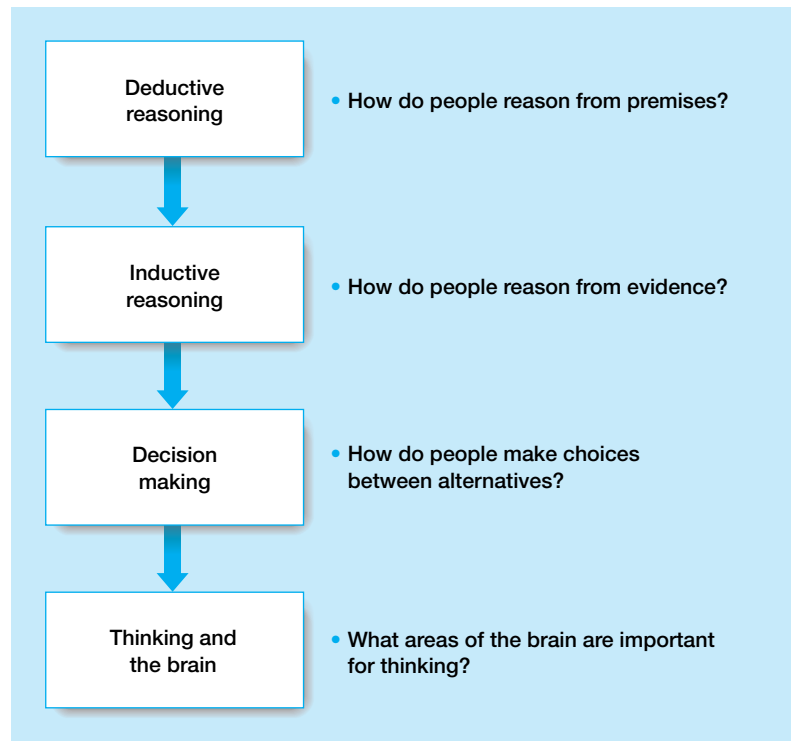 Deductive
reasoning
• How do people reason from premises?
Inductive
reasoning
• How do people reason from evidence?
Decision
making
• How do people make choices
between alternatives?
Thinking and
the brain
• What areas of the brain are important
for thinking?